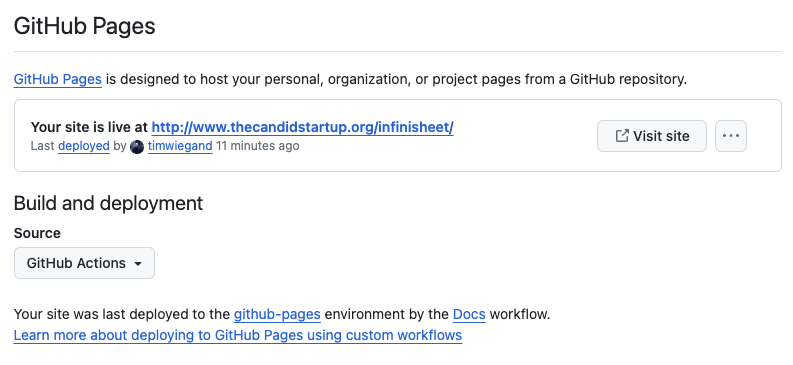 GitHub Pages
GitHub Pages is designed to host your personal, organization, or project pages from a GitHub repository.
Your site is live at http://www.thecandidstartup.org/infinisheet/
Last deployed by timwiegand 11 minutes ago
Visit site
Build and deployment
Source
GitHub Actions
Your site was last deployed to the github-pages environment by the Docs workflow.
Learn more about deploying to GitHub Pages using custom workflows